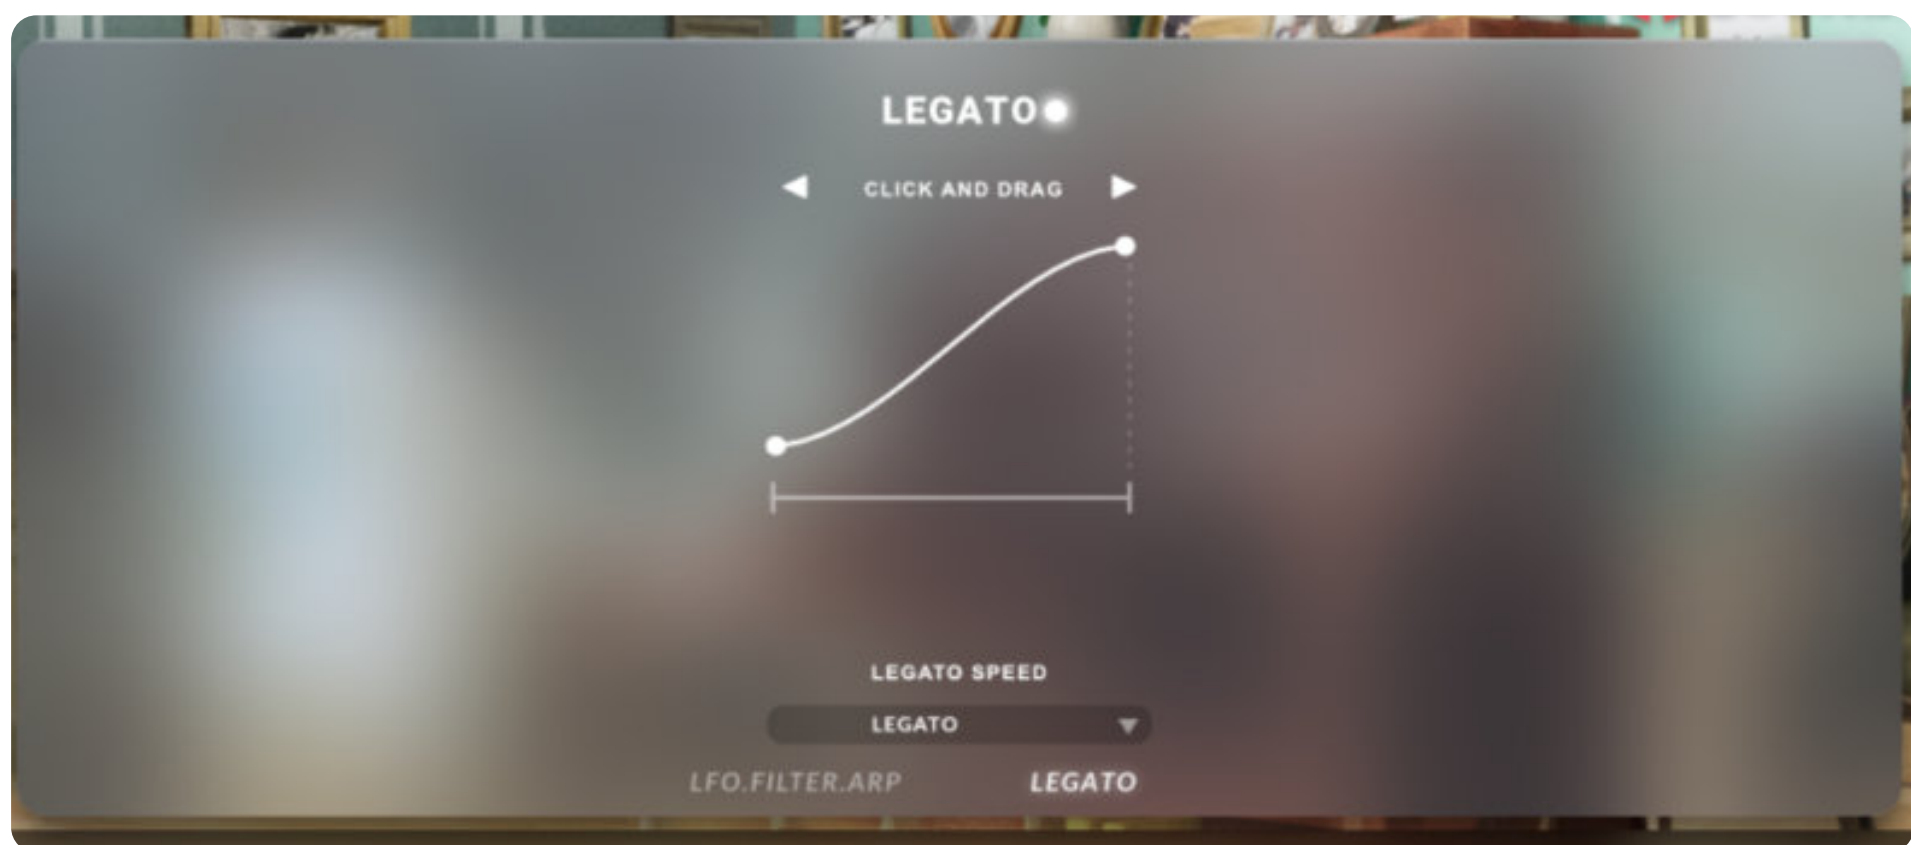 LEGATO
CLICK AND DRAG
LEGATO SPEED
LEGATO
LFO.FILTER.ARP LEGATO